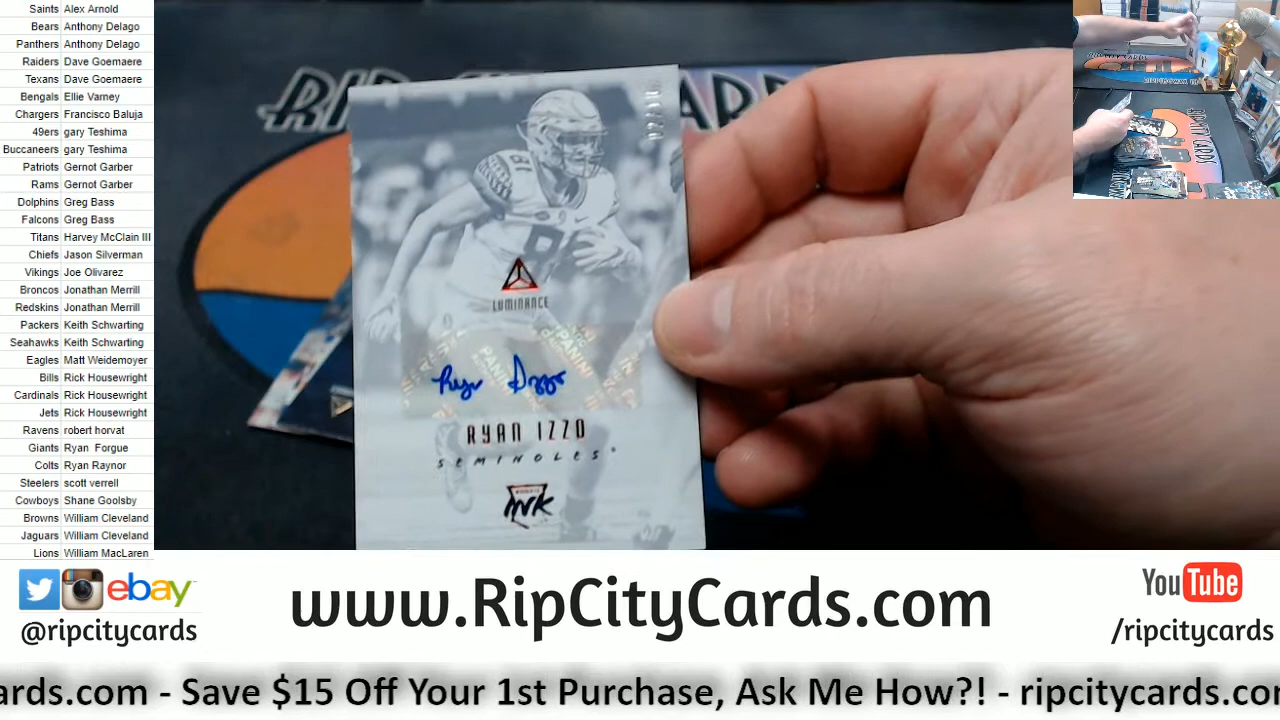 Saints Alex Arnold
Bears Anthony Delago
Panthers Anthony Delago
Raiders Dave Goemaere
Texans Dave Goemaere
Bengals Ellie Varney
Chargers Francisco Baluja
49ers gary Teshima
Buccaneers gary Teshima
Patriots Gernot Garber
Rams Gernot Garber
Dolphins Greg Bass
Falcons Greg Bass
Titans Harvey McClain III
Chiefs Jason Silverman
Vikings Joe Olivarez
Broncos Jonathan Merrill
Redskins Jonathan Merrill
Packers Keith Schwarting
Seahawks Keith Schwarting
Eagles Matt Weidemoyer
Bills Rick Housewright
Cardinals Rick Housewright
Jets Rick Housewright
Ravens robert horvat
Giants Ryan Forgue
Colts Ryan Raynor
Steelers scott verrell
Cowboys Shane Goolsby
Browns William Cleveland
Jaguars William Cleveland
Lions William MacLaren
81
LUMINANCE
PANINI
RYAN IZZO
SEMINOLES
INK
ebay
@ripcitycards
www.RipCityCards.com
YouTube
/ripcitycards
ards.com - Save $15 Off Your 1st Purchase, Ask Me How?! - ripcitycards.con